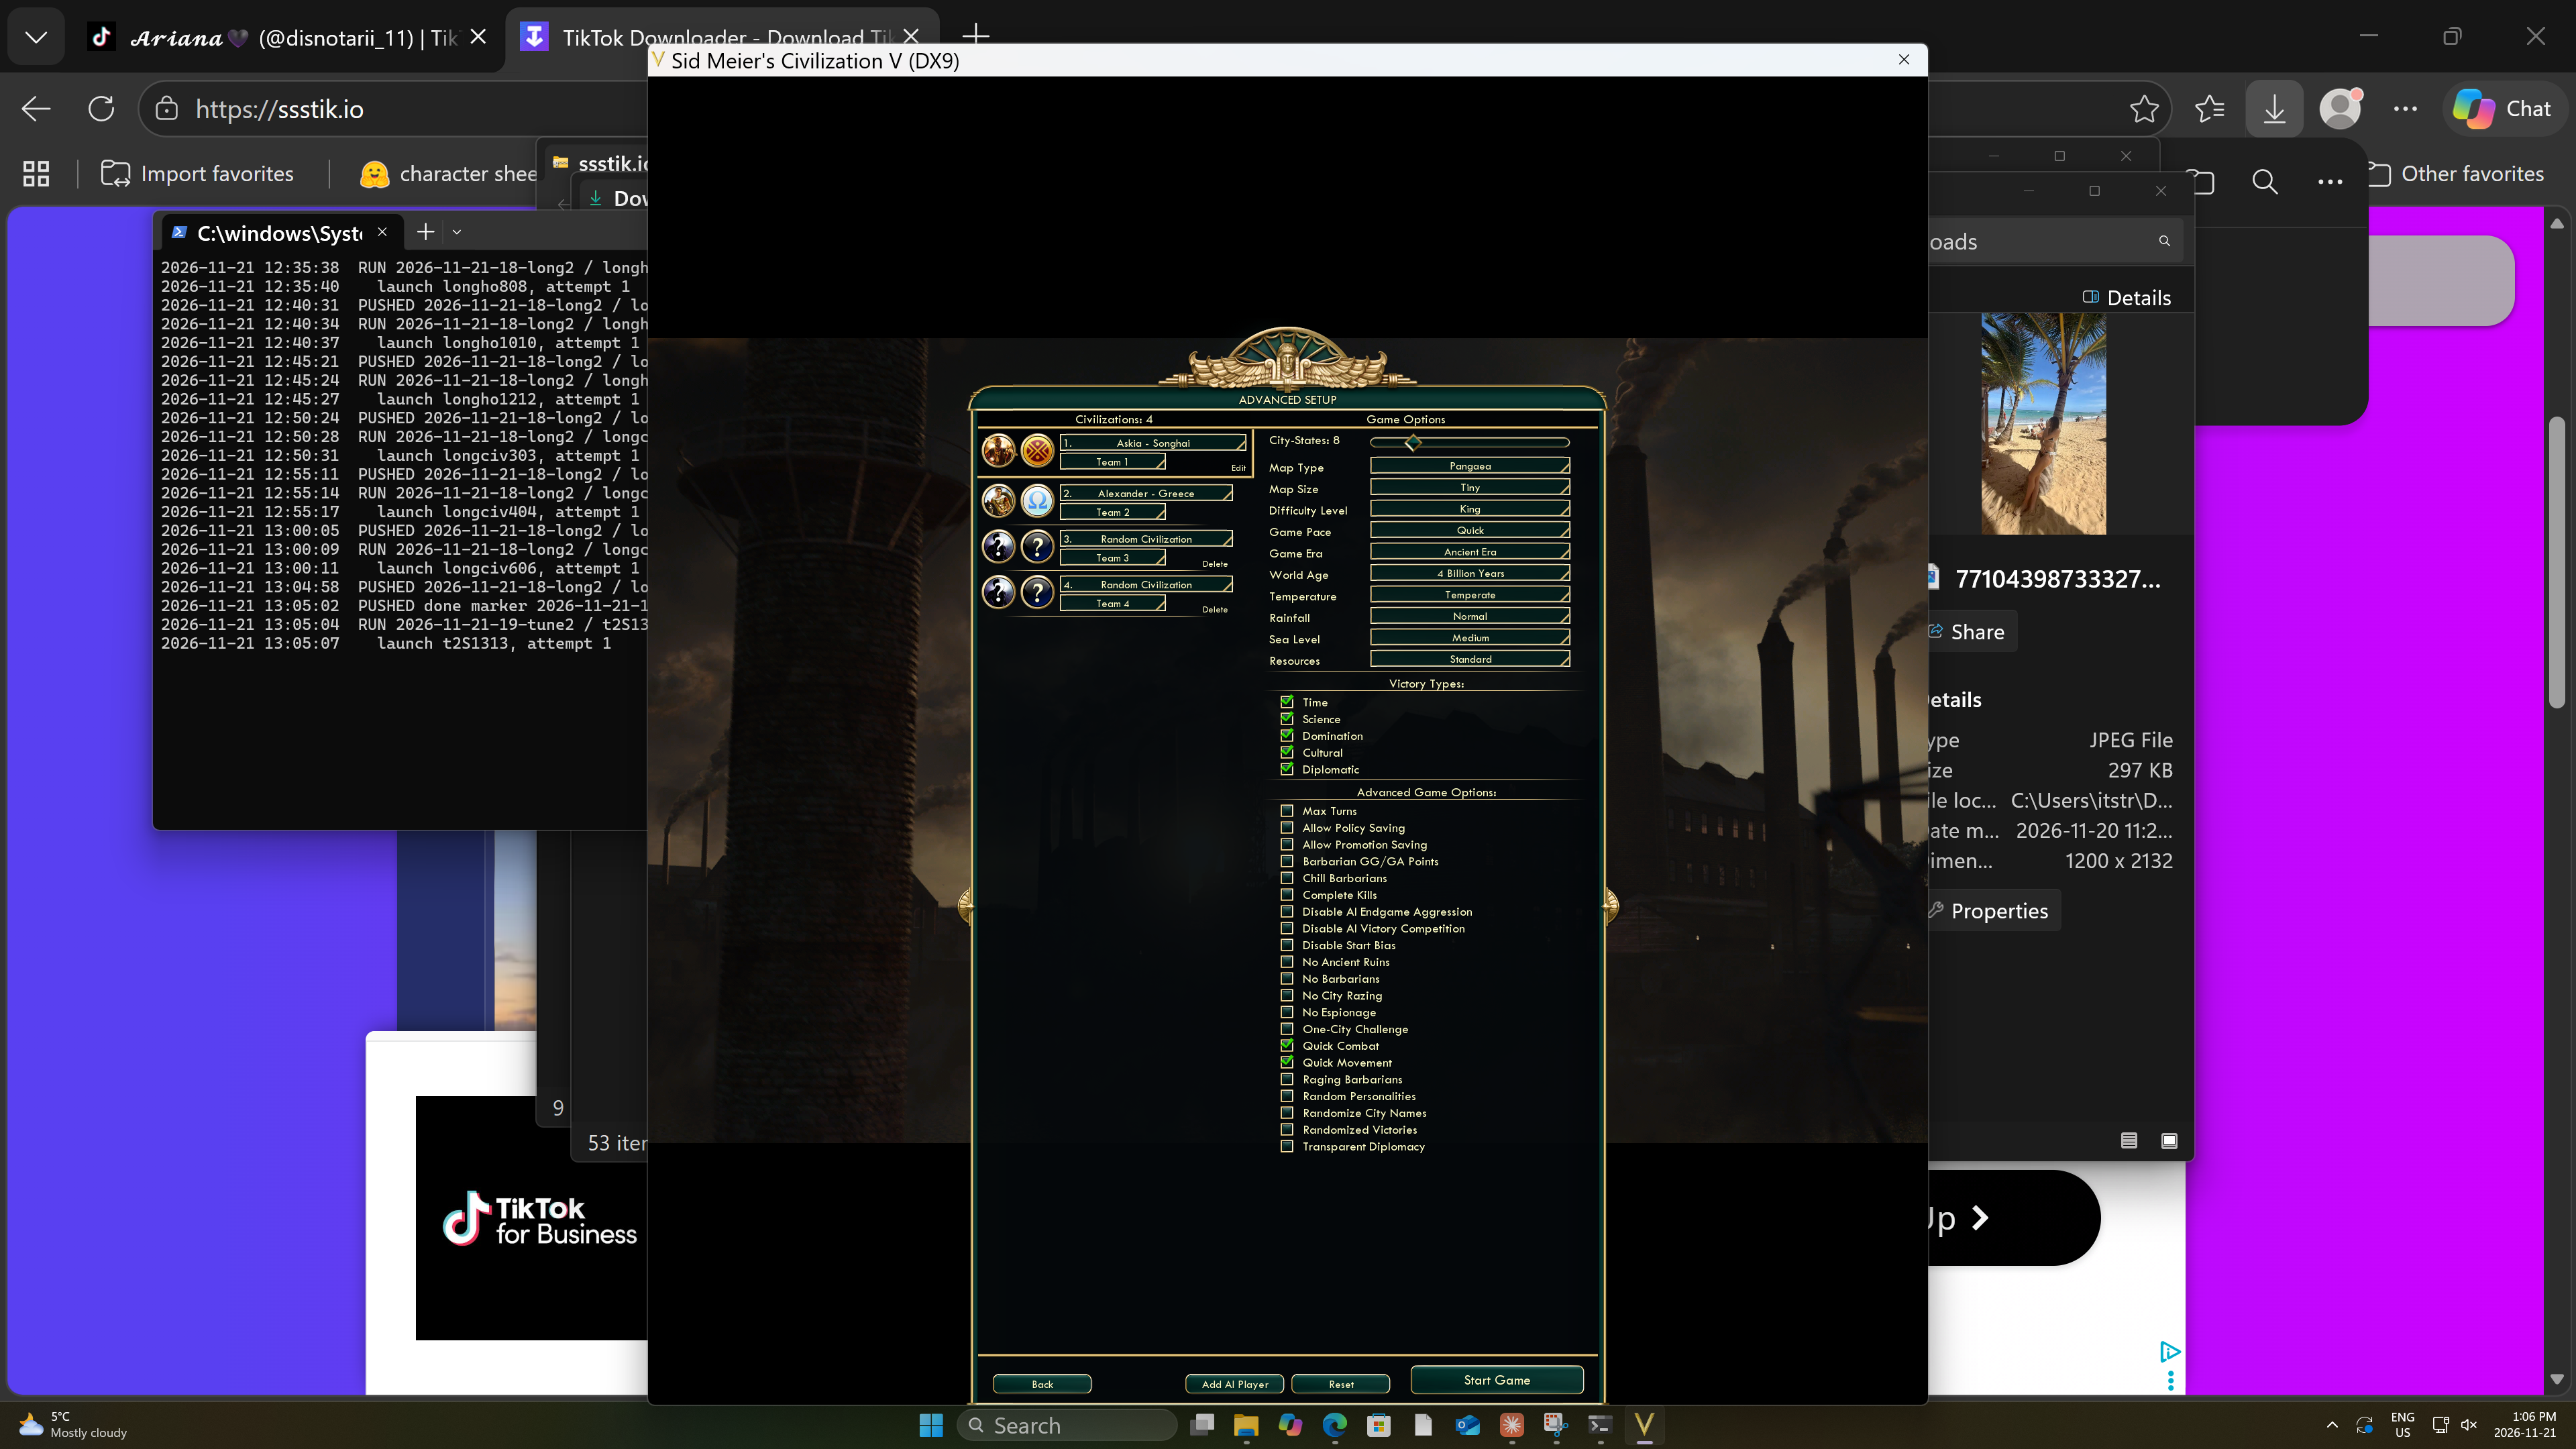 𝓐𝓻𝓲𝓪𝓷𝓪🖤 (@disnotarii_11) | Tik
TikTok Downloader - Download Tik
https://ssstik.io
Chat
Import favorites
character shee
Other favorites
ssstik.io
Dow
oads
Details
Sid Meier's Civilization V (DX9)
C:\windows\Syst
2026-11-21 12:35:38 RUN 2026-11-21-18-long2 / longh
2026-11-21 12:35:40 launch longho808, attempt 1
2026-11-21 12:40:31 PUSHED 2026-11-21-18-long2 / lo
2026-11-21 12:40:34 RUN 2026-11-21-18-long2 / longh
2026-11-21 12:40:37 launch longho1010, attempt 1
2026-11-21 12:45:21 PUSHED 2026-11-21-18-long2 / lo
2026-11-21 12:45:24 RUN 2026-11-21-18-long2 / longh
2026-11-21 12:45:27 launch longho1212, attempt 1
2026-11-21 12:50:24 PUSHED 2026-11-21-18-long2 / lo
2026-11-21 12:50:28 RUN 2026-11-21-18-long2 / longc
2026-11-21 12:50:31 launch longciv303, attempt 1
2026-11-21 12:55:11 PUSHED 2026-11-21-18-long2 / lo
2026-11-21 12:55:14 RUN 2026-11-21-18-long2 / longc
2026-11-21 12:55:17 launch longciv404, attempt 1
2026-11-21 13:00:05 PUSHED 2026-11-21-18-long2 / lo
2026-11-21 13:00:09 RUN 2026-11-21-18-long2 / longc
2026-11-21 13:00:11 launch longciv606, attempt 1
2026-11-21 13:04:58 PUSHED 2026-11-21-18-long2 / lo
2026-11-21 13:05:02 PUSHED done marker 2026-11-21-1
2026-11-21 13:05:04 RUN 2026-11-21-19-tune2 / t2S13
2026-11-21 13:05:07 launch t2S1313, attempt 1
ADVANCED SETUP
Civilizations: 4
1. Askia - Songhai
Team 1
Edit
2. Alexander - Greece
Team 2
3. Random Civilization
Team 3
Delete
4. Random Civilization
Team 4
Delete
Game Options
City-States: 8
Map Type Pangaea
Map Size Tiny
Difficulty Level King
Game Pace Quick
Game Era Ancient Era
World Age 4 Billion Years
Temperature Temperate
Rainfall Normal
Sea Level Medium
Resources Standard
Victory Types:
Time
Science
Domination
Cultural
Diplomatic
Advanced Game Options:
Max Turns
Allow Policy Saving
Allow Promotion Saving
Barbarian GG/GA Points
Chill Barbarians
Complete Kills
Disable AI Endgame Aggression
Disable AI Victory Competition
Disable Start Bias
No Ancient Ruins
No Barbarians
No City Razing
No Espionage
One-City Challenge
Quick Combat
Quick Movement
Raging Barbarians
Random Personalities
Randomize City Names
Randomized Victories
Transparent Diplomacy
Back
Add AI Player
Reset
Start Game
77104398733327...
Share
etails
ype JPEG File
ize 297 KB
ile loc... C:\Users\itstr\D...
ate m... 2026-11-20 11:2...
imen... 1200 x 2132
Properties
9
53 iter
TikTok
for Business
Up
5°C
Mostly cloudy
Search
ENG
US
1:06 PM
2026-11-21